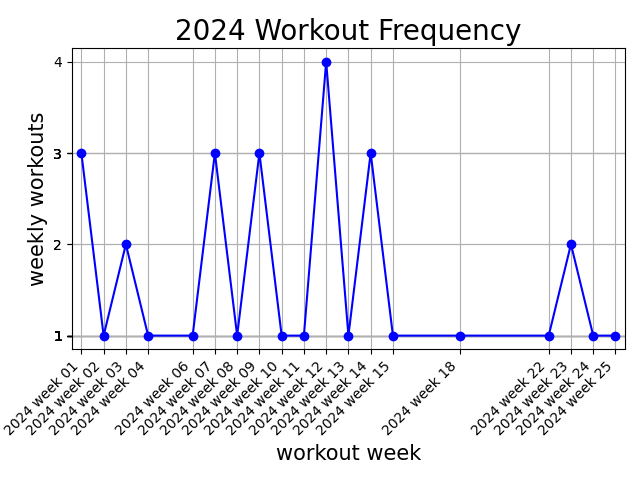 2024 Workout Frequency
weekly workouts
4
3
2
1
2024 week 01
2024 week 02
2024 week 03
2024 week 04
2024 week 06
2024 week 07
2024 week 08
2024 week 09
2024 week 10
2024 week 11
2024 week 12
2024 week 13
2024 week 14
2024 week 15
2024 week 18
2024 week 22
2024 week 23
2024 week 24
2024 week 25
workout week